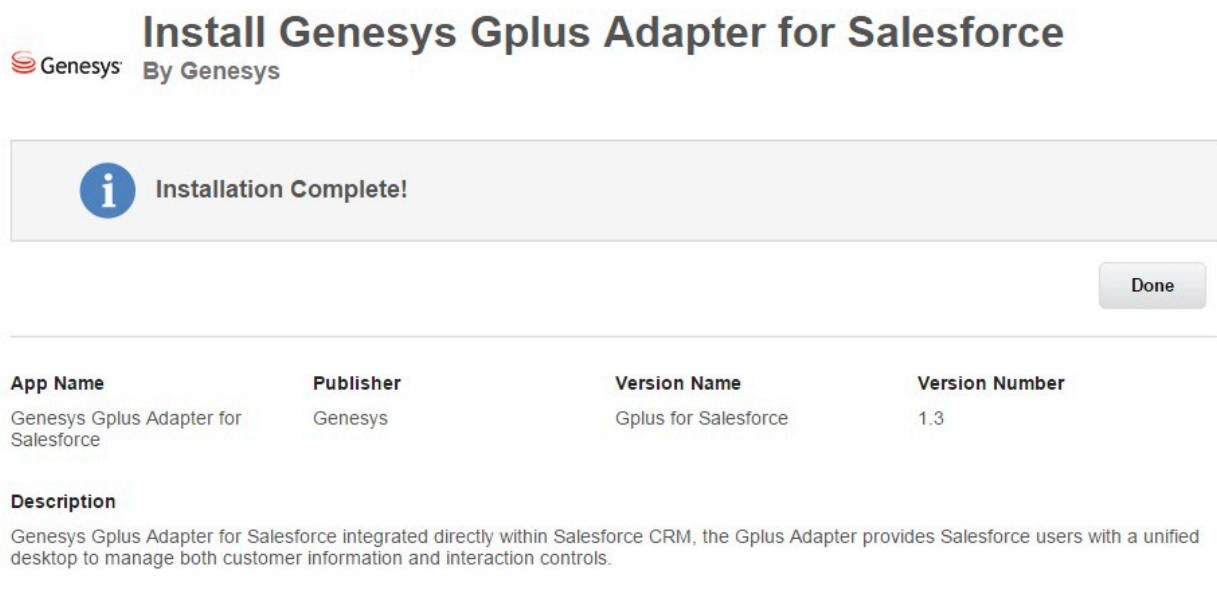 Install Genesys Gplus Adapter for Salesforce
Genesys
By Genesys
Installation Complete!
Done
App Name
Genesys Gplus Adapter for
Salesforce
Publisher
Genesys
Version Name
Gplus for Salesforce
Version Number
1.3
Description
Genesys Gplus Adapter for Salesforce integrated directly within Salesforce CRM, the Gplus Adapter provides Salesforce users with a unified
desktop to manage both customer information and interaction controls.